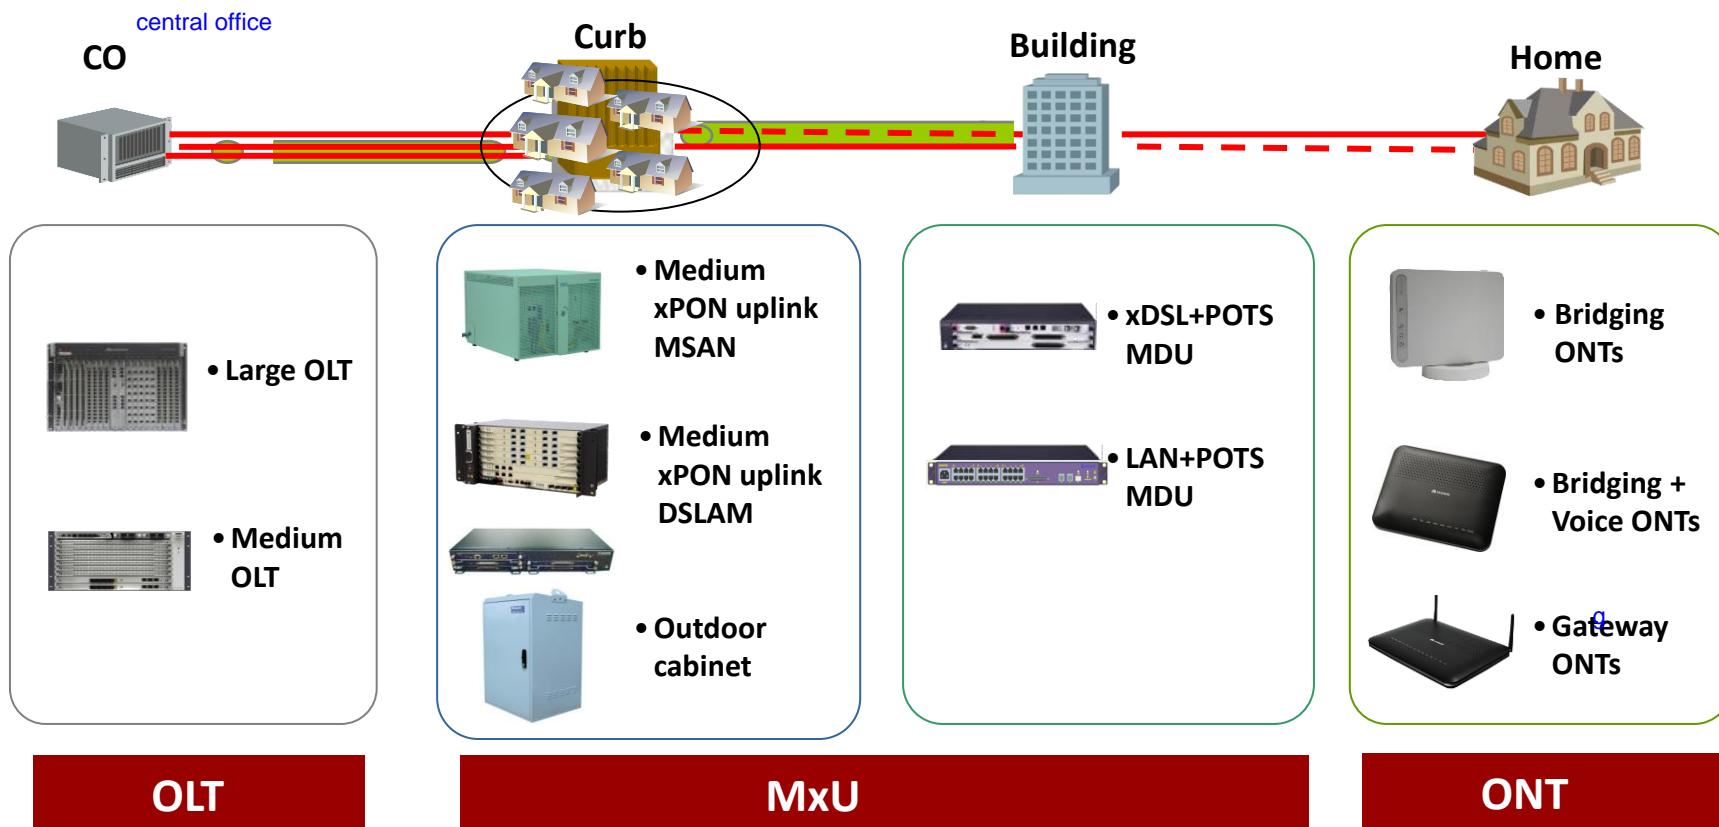 central office
CO
Curb
Building
Home
• Large OLT
• Medium
OLT
• Medium
xPON uplink
MSAN
• Medium
xPON uplink
DSLAM
• Outdoor
cabinet
• xDSL+POTS
MDU
• LAN+POTS
MDU
• Bridging
ONTs
• Bridging +
Voice ONTs
g
• Gateway
ONTs
OLT
MxU
ONT